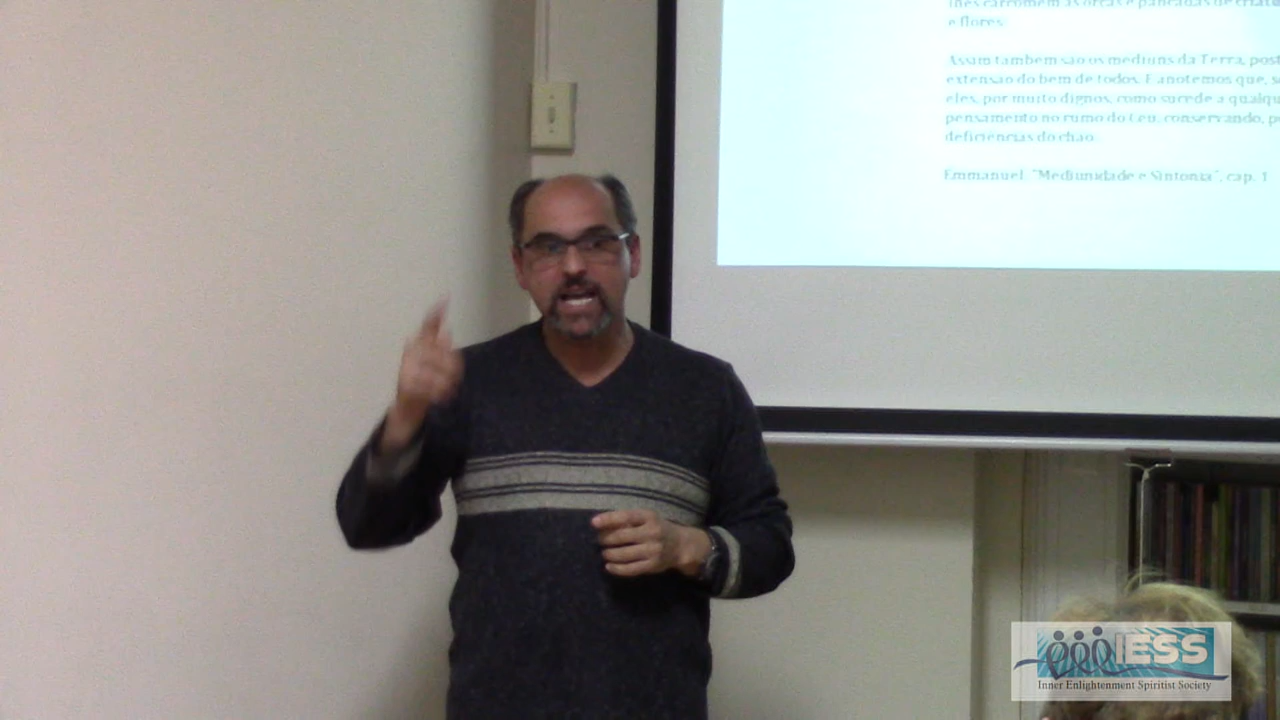 e flores.
Assim também são os médiuns da Terra, post
extensão do bem de todos. E anotemos que, s
eles, por muito dignos, como sucede a qualqu
pensamento no rumo do Céu, conservando, p
deficiências do chão.
Emmanuel. "Mediunidade e Sintonia", cap. 1
IESS
Inner Enlightenment Spiritist Society